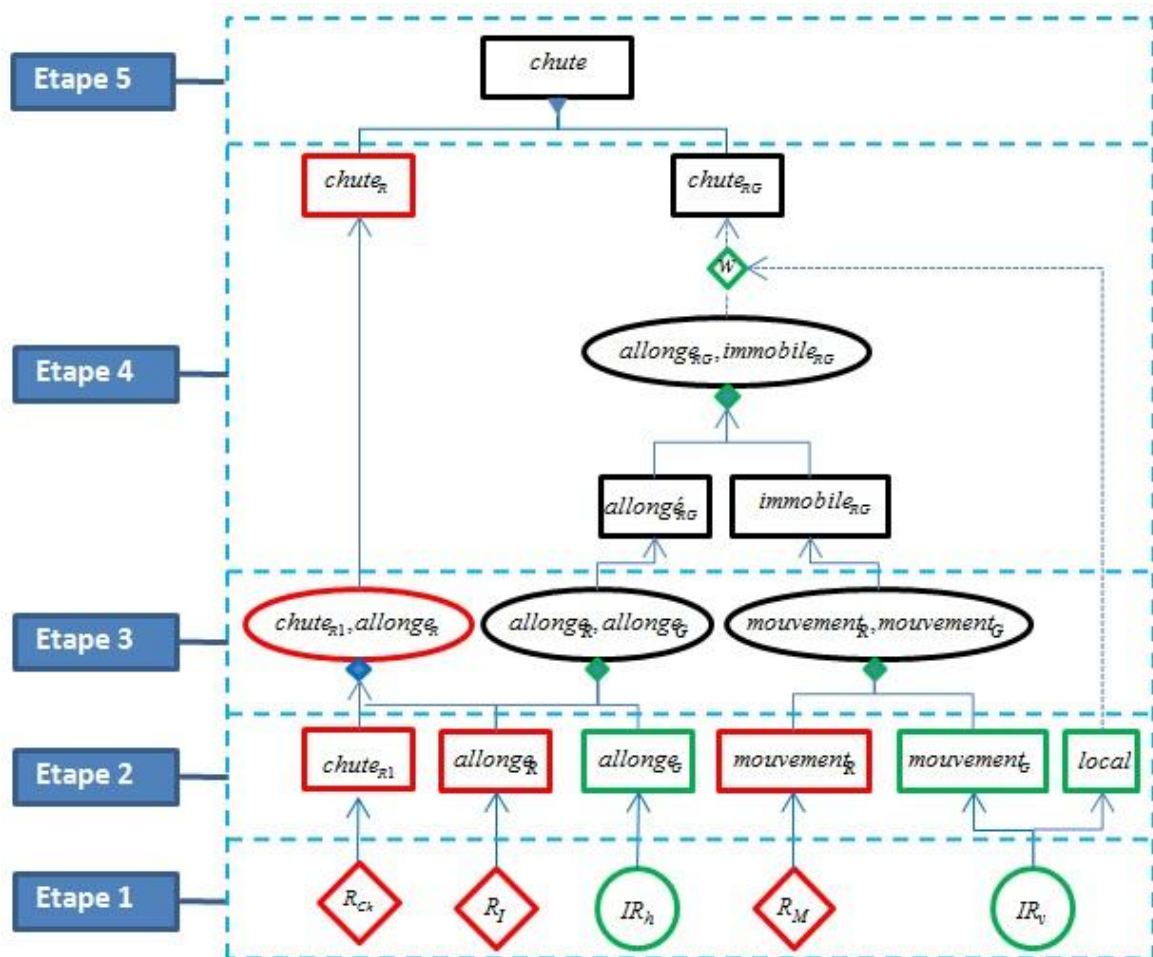 Etape 5
chute
chute_R
chute_RG
W
Etape 4
allonge_RG, immobile_RG
allongé_RG
immobile_RG
Etape 3
chute_R1, allonge_R
allonge_R, allonge_G
mouvement_R, mouvement_G
Etape 2
chute_R1
allonge_R
allonge_G
mouvement_R
mouvement_G
local
Etape 1
R_Ch
R_I
IR_h
R_M
IR_v